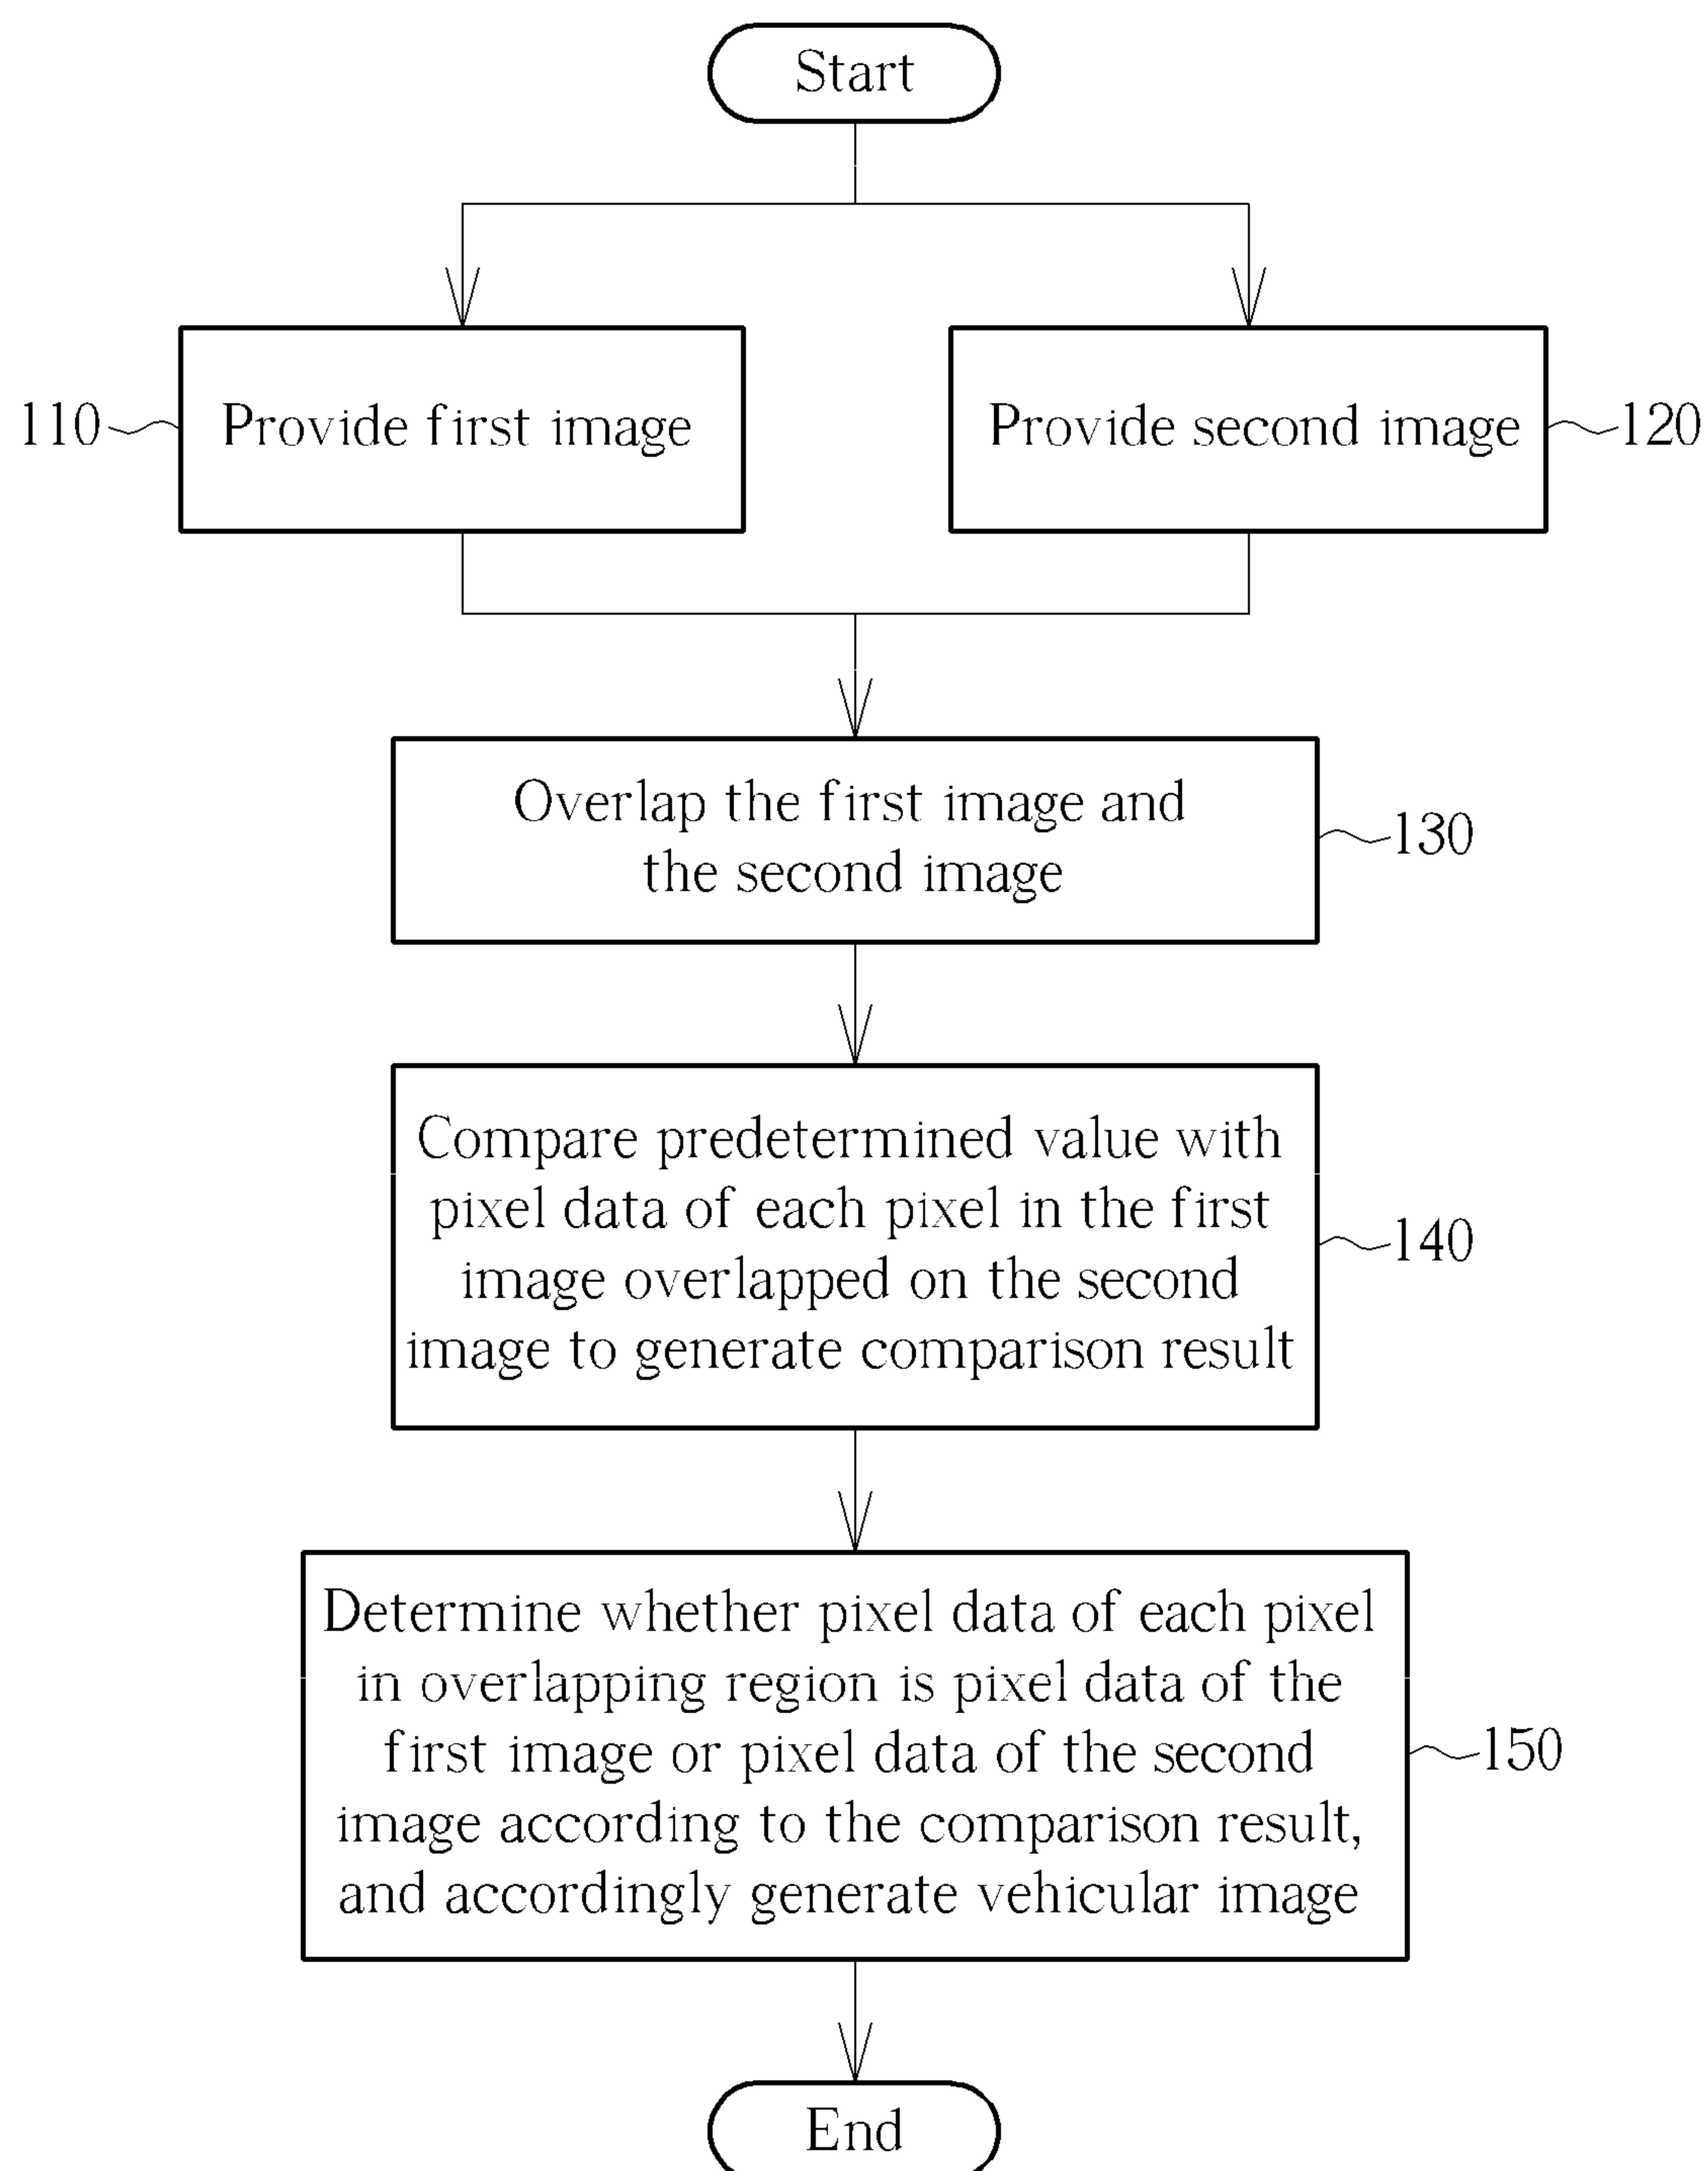 Start
110
Provide first image
Provide second image
120
Overlap the first image and
the second image
130
Compare predetermined value with
pixel data of each pixel in the first
image overlapped on the second
image to generate comparison result
140
Determine whether pixel data of each pixel
in overlapping region is pixel data of the
first image or pixel data of the second
image according to the comparison result,
and accordingly generate vehicular image
150
End